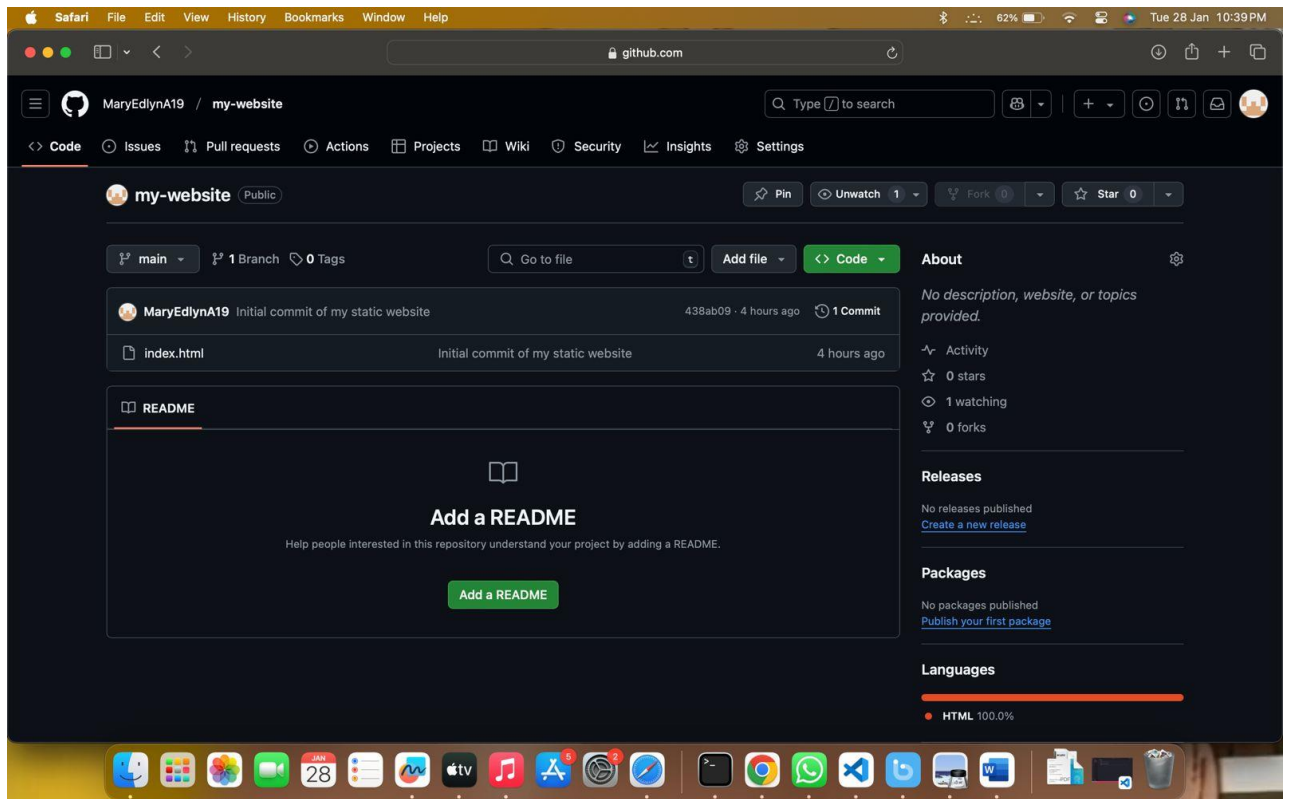 Safari File Edit View History Bookmarks Window Help 62% Tue 28 Jan 10:39 PM
github.com
MaryEdlynA19 / my-website Type / to search
Code Issues Pull requests Actions Projects Wiki Security Insights Settings
my-website Public Pin Unwatch 1 Fork 0 Star 0
main 1 Branch 0 Tags Go to file t Add file Code
About
No description, website, or topics
provided.
MaryEdlynA19 Initial commit of my static website 438ab09 · 4 hours ago 1 Commit
index.html Initial commit of my static website 4 hours ago
Activity
0 stars
1 watching
0 forks
README
Add a README
Help people interested in this repository understand your project by adding a README.
Add a README
Releases
No releases published
Create a new release
Packages
No packages published
Publish your first package
Languages
HTML 100.0%
JAN
28
tv
5
2
W